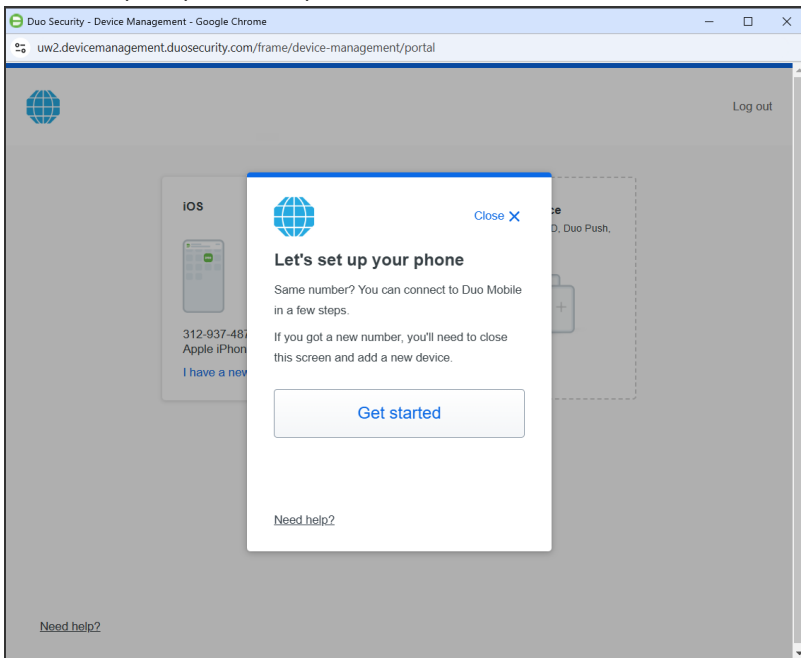 Duo Security - Device Management - Google Chrome
uw2.devicemanagement.duosecurity.com/frame/device-management/portal
Log out
iOS
312-937-487
Apple iPhon
I have a new
Close
Let's set up your phone
Same number? You can connect to Duo Mobile
in a few steps.
If you got a new number, you'll need to close
this screen and add a new device.
Get started
Need help?
ce
D, Duo Push,
Need help?